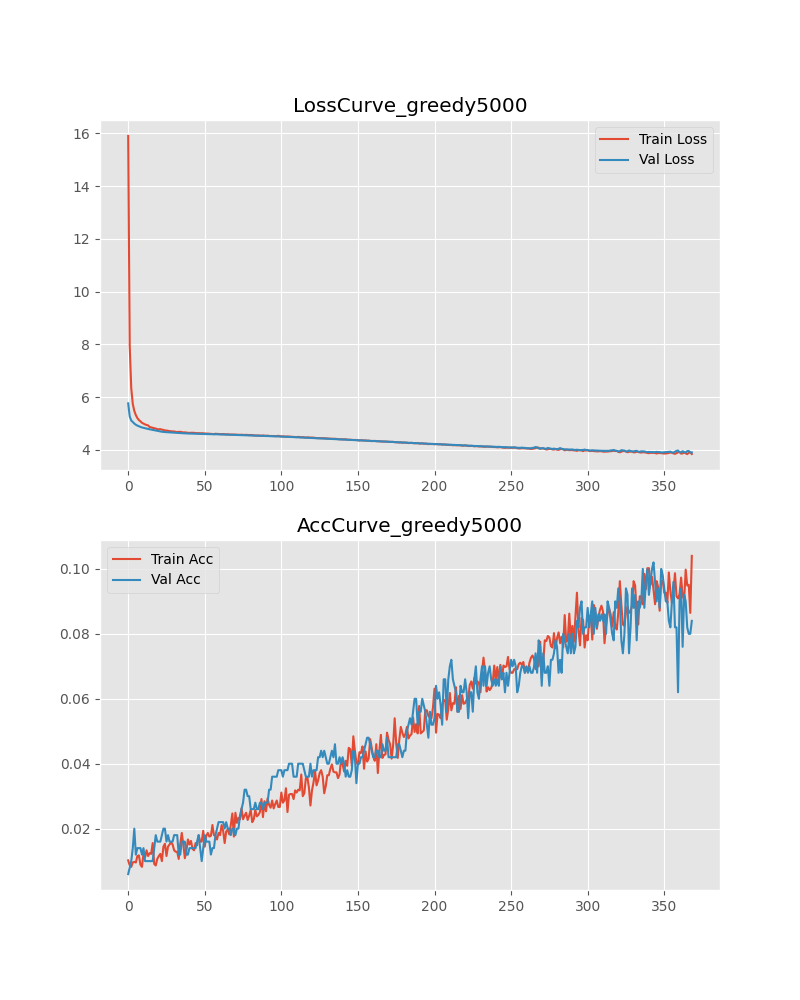 LossCurve_greedy5000
16
14
12
10
8
6
4
Train Loss
Val Loss
0 50 100 150 200 250 300 350
AccCurve_greedy5000
0.10
0.08
0.06
0.04
0.02
Train Acc
Val Acc
0 50 100 150 200 250 300 350